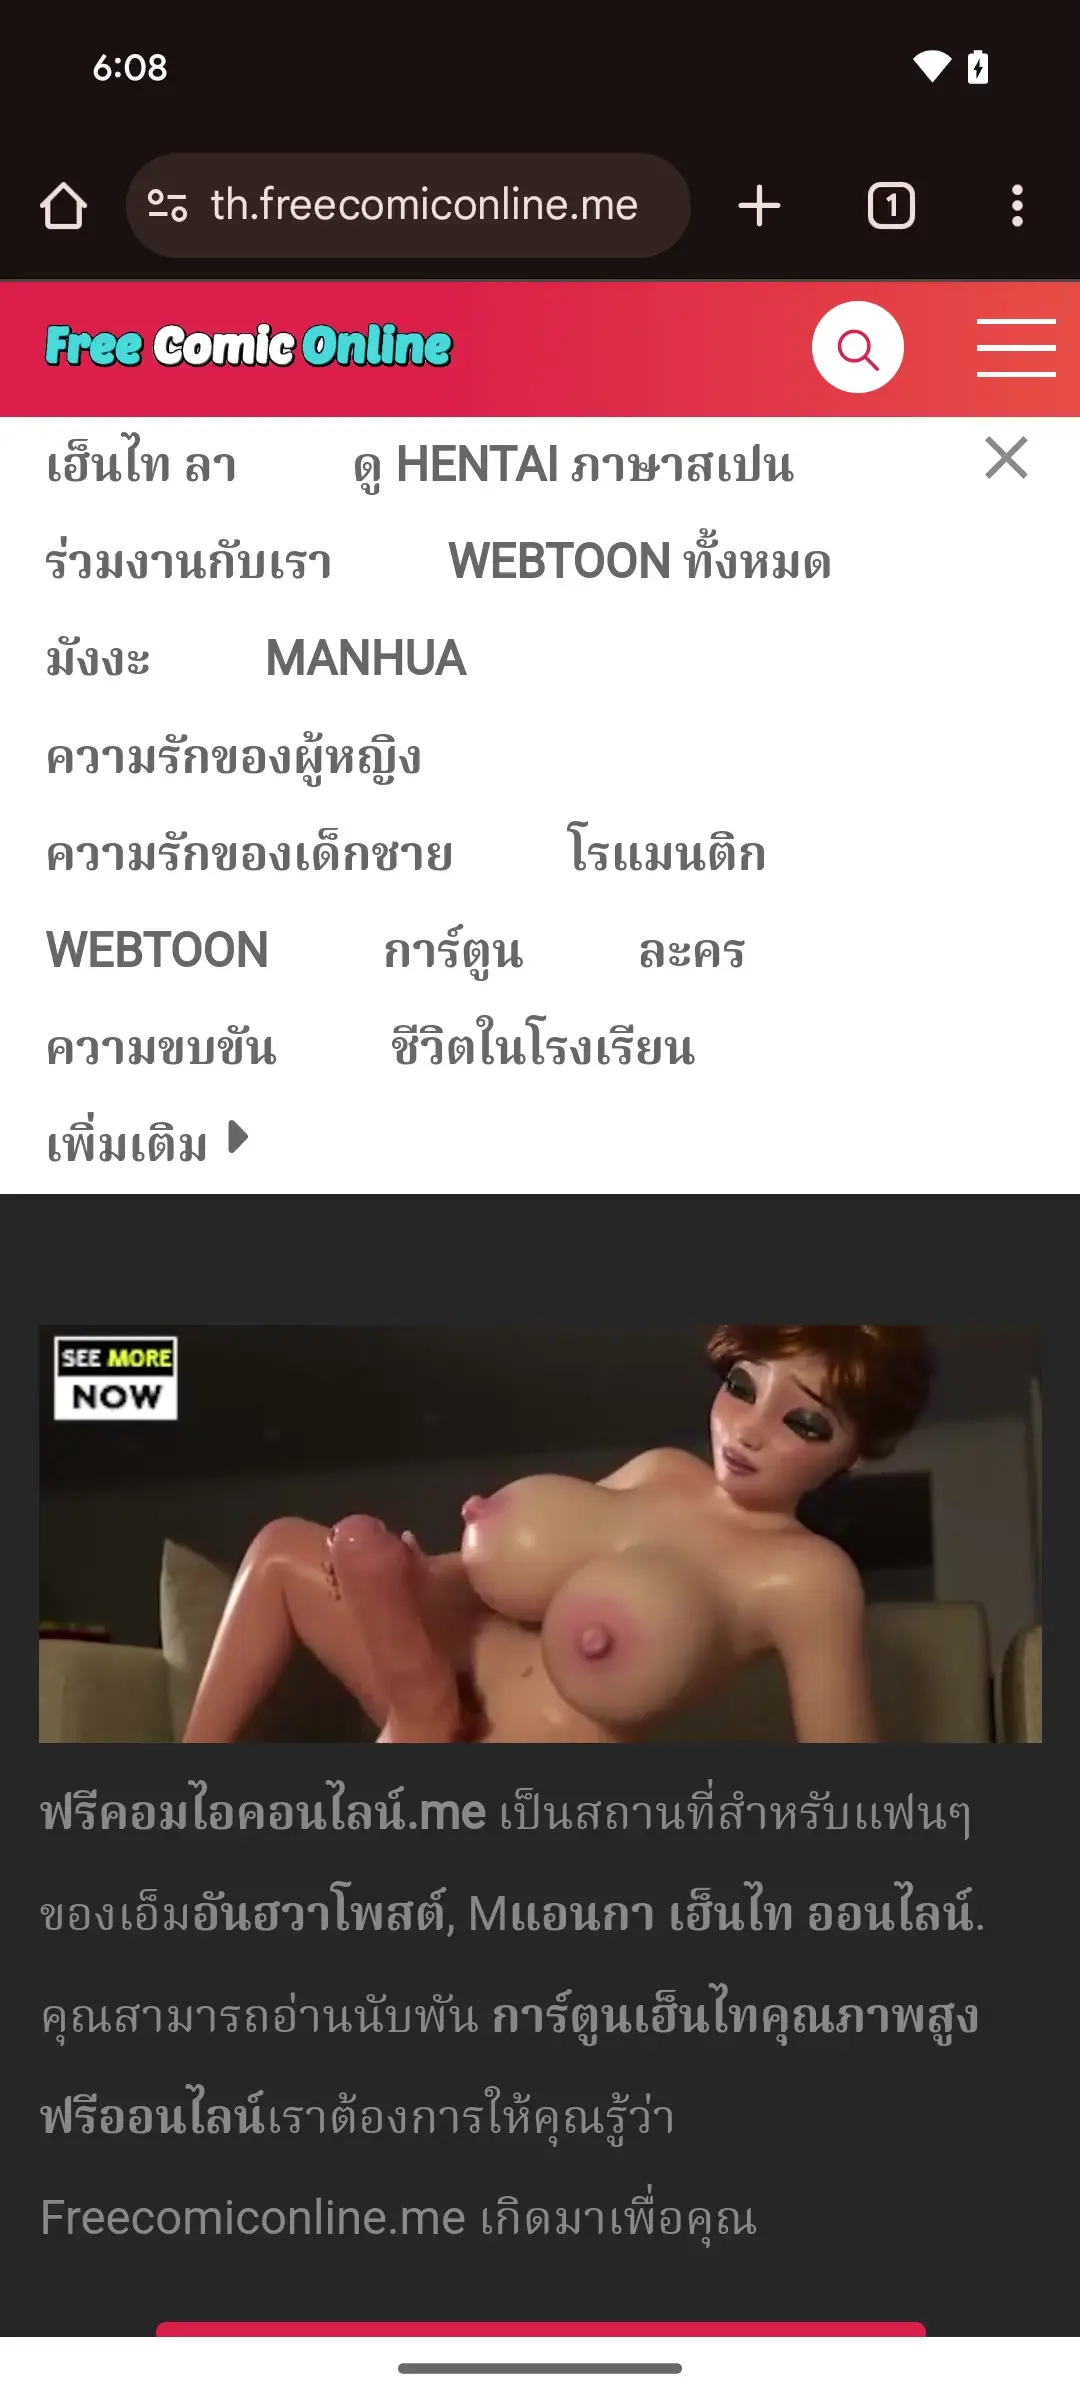 6:08
th.freecomiconline.me
1
Free Comic Online
เฮ็นไท ลา ดู HENTAI ภาษาสเปน
ร่วมงานกับเรา WEBTOON ทั้งหมด
มังงะ MANHUA
ความรักของผู้หญิง
ความรักของเด็กชาย โรแมนติก
WEBTOON การ์ตูน ละคร
ความขบขัน ชีวิตในโรงเรียน
เพิ่มเติม
SEE MORE
NOW
ฟรีคอมไอคอนไลน์.me เป็นสถานที่สำหรับแฟนๆ
ของเอ็มอันฮวาโพสต์, Mแอนกา เฮ็นไท ออนไลน์.
คุณสามารถอ่านนับพัน การ์ตูนเฮ็นไทคุณภาพสูง
ฟรีออนไลน์เราต้องการให้คุณรู้ว่า
Freecomiconline.me เกิดมาเพื่อคุณ